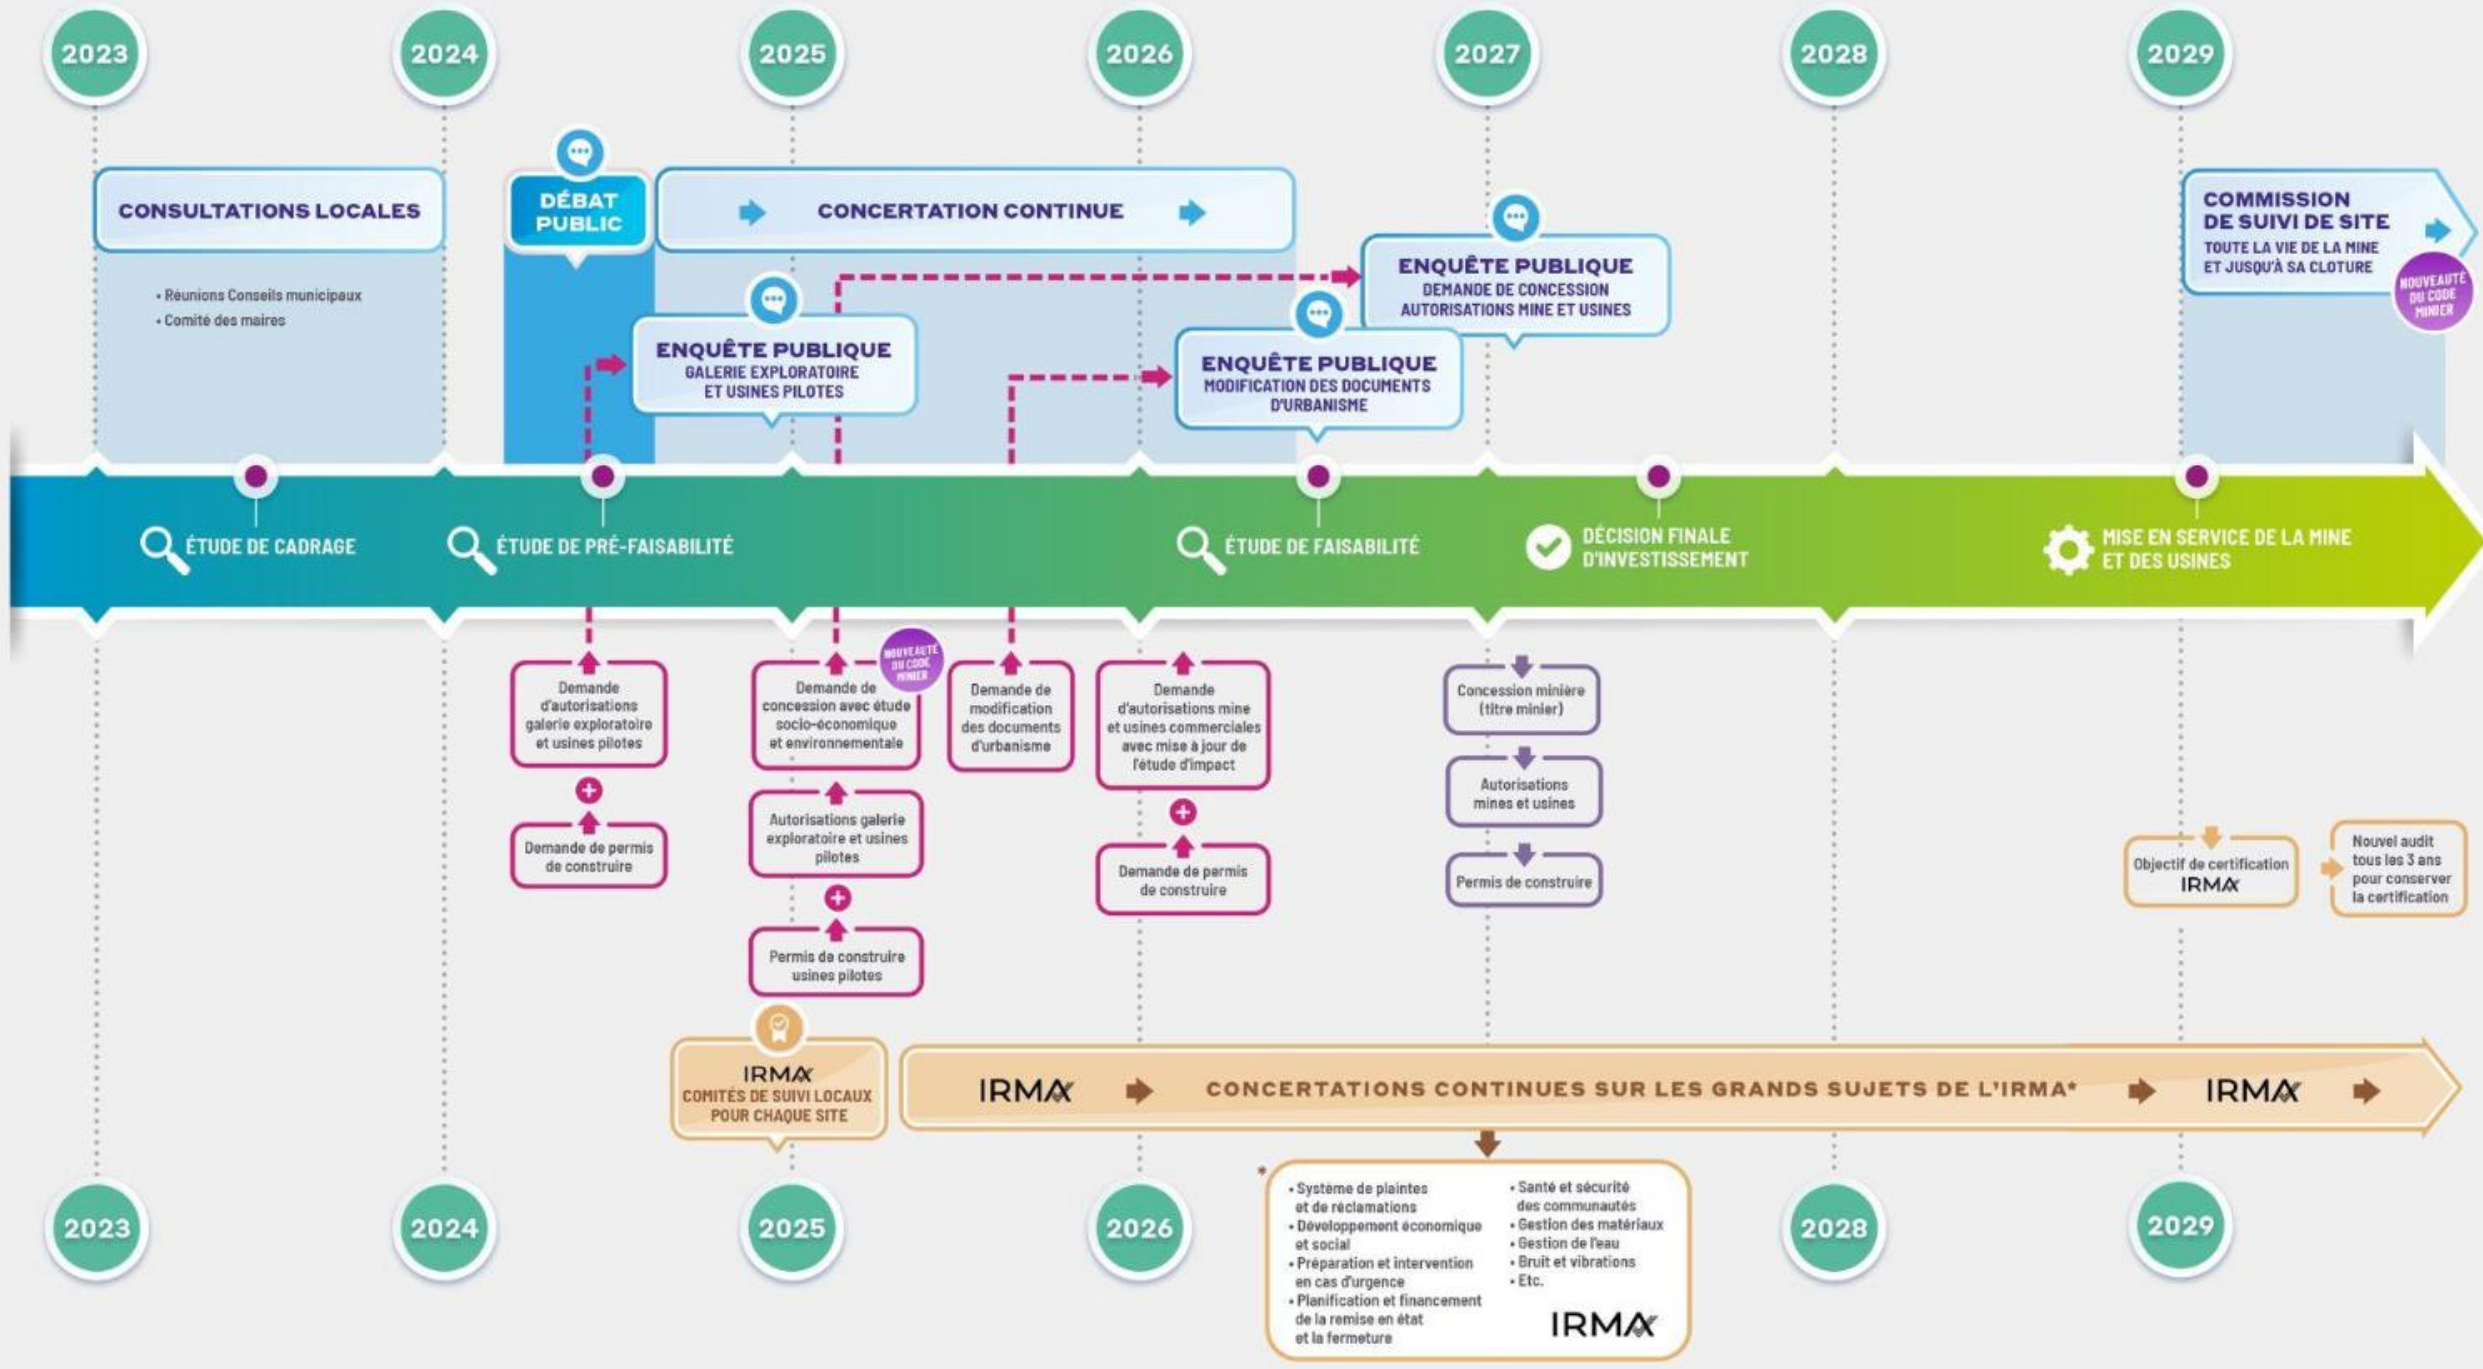 2023
2024
2025
2026
2027
2028
2029
CONSULTATIONS LOCALES
• Réunions Conseils municipaux
• Comité des maires
DÉBAT
PUBLIC
CONCERTATION CONTINUE
ENQUÊTE PUBLIQUE
GALERIE EXPLORATOIRE
ET USINES PILOTES
ENQUÊTE PUBLIQUE
MODIFICATION DES DOCUMENTS
D'URBANISME
ENQUÊTE PUBLIQUE
DEMANDE DE CONCESSION
AUTORISATIONS MINE ET USINES
COMMISSION
DE SUIVI DE SITE
TOUTE LA VIE DE LA MINE
ET JUSQU'À SA CLOTURE
NOUVEAUTÉ
DU CODE
MINIER
ÉTUDE DE CADRAGE
ÉTUDE DE PRÉ-FAISABILITÉ
ÉTUDE DE FAISABILITÉ
DÉCISION FINALE
D'INVESTISSEMENT
MISE EN SERVICE DE LA MINE
ET DES USINES
Demande
d'autorisations
galerie exploratoire
et usines pilotes
Demande de permis
de construire
NOUVEAUTÉ
DU CODE
MINIER
Demande de
concession avec étude
socio-économique
et environnementale
Autorisations galerie
exploratoire et usines
pilotes
Permis de construire
usines pilotes
Demande de
modification
des documents
d'urbanisme
Demande
d'autorisations mine
et usines commerciales
avec mise à jour de
l'étude d'impact
Demande de permis
de construire
Concession minière
(titre minier)
Autorisations
mines et usines
Permis de construire
Objectif de certification
IRMA
Nouvel audit
tous les 3 ans
pour conserver
la certification
IRMA
COMITÉS DE SUIVI LOCAUX
POUR CHAQUE SITE
IRMA
CONCERTATIONS CONTINUES SUR LES GRANDS SUJETS DE L'IRMA*
IRMA
*
• Système de plaintes
et de réclamations
• Développement économique
et social
• Préparation et intervention
en cas d'urgence
• Planification et financement
de la remise en état
et la fermeture
• Santé et sécurité
des communautés
• Gestion des matériaux
• Gestion de l'eau
• Bruit et vibrations
• Etc.
IRMA
2023
2024
2025
2026
2028
2029